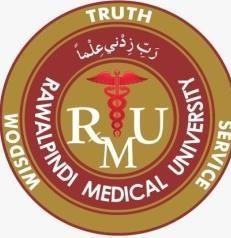 TRUTH
WISDOM
SERVICE
رَبِّ زِدْنِي عِلْمًا
RMU
RAWALPINDI MEDICAL UNIVERSITY